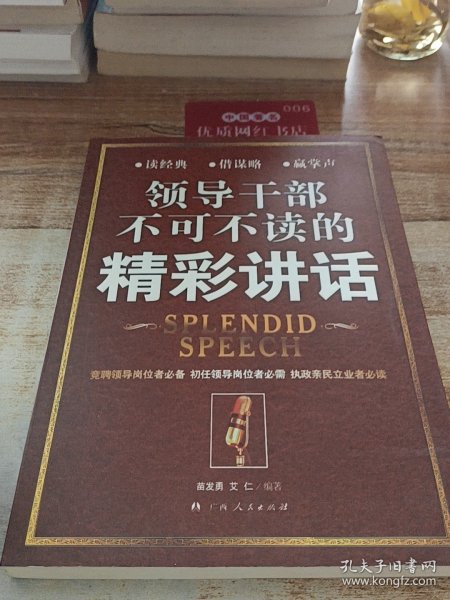 006
中国著名
优质网红书店
• 读经典 • 借谋略 • 赢掌声
领导干部
不可不读的
精彩讲话
SPLENDID
SPEECH
竞聘领导岗位者必备 初任领导岗位者必需 执政亲民立业者必读
苗发勇 艾仁/编著
广西人民出版社
孔夫子旧书网
www.kongfz.com